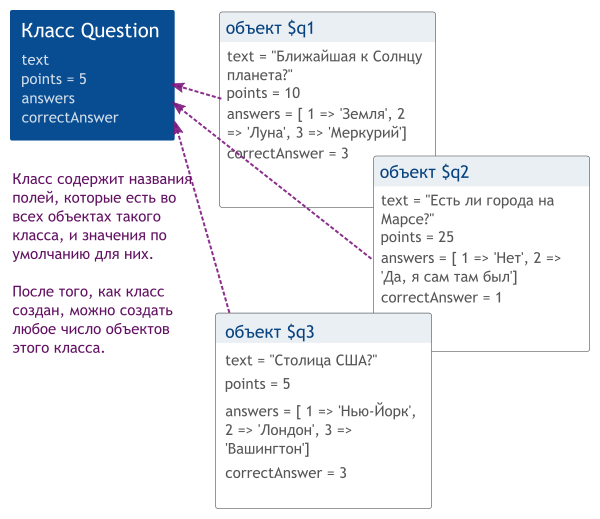 Класс Question
text
points = 5
answers
correctAnswer
Класс содержит названия
полей, которые есть во
всех объектах такого
класса, и значения по
умолчанию для них.
После того, как класс
создан, можно создать
любое число объектов
этого класса.
объект $q1
text = "Ближайшая к Солнцу
планета?"
points = 10
answers = [ 1 => 'Земля', 2
=> 'Луна', 3 => 'Меркурий']
correctAnswer = 3
объект $q2
text = "Есть ли города на
Марсе?"
points = 25
answers = [ 1 => 'Нет', 2 =>
'Да, я сам там был']
correctAnswer = 1
объект $q3
text = "Столица США?"
points = 5
answers = [ 1 => 'Нью-Йорк',
2 => 'Лондон', 3 =>
'Вашингтон']
correctAnswer = 3